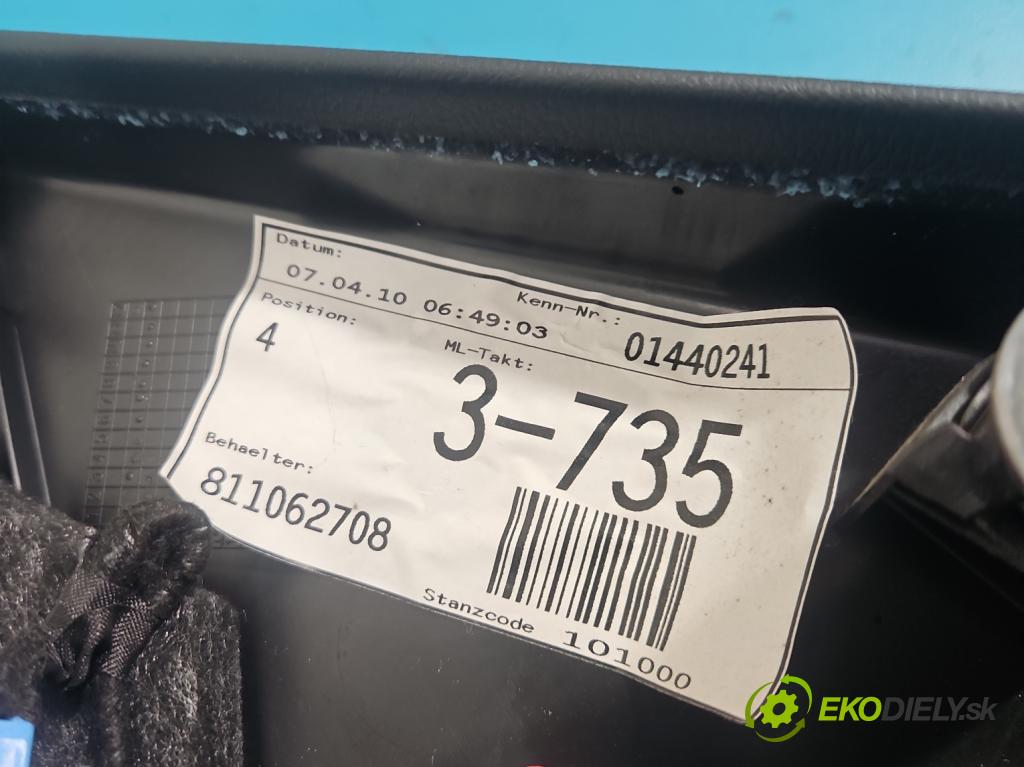 Datum:
07.04.10 06:49:03
Kenn-Nr.:
01440241
Position:
4
ML-Takt:
3-735
Behaelter:
811062708
Stanzcode 101000
EKODIELY.sk